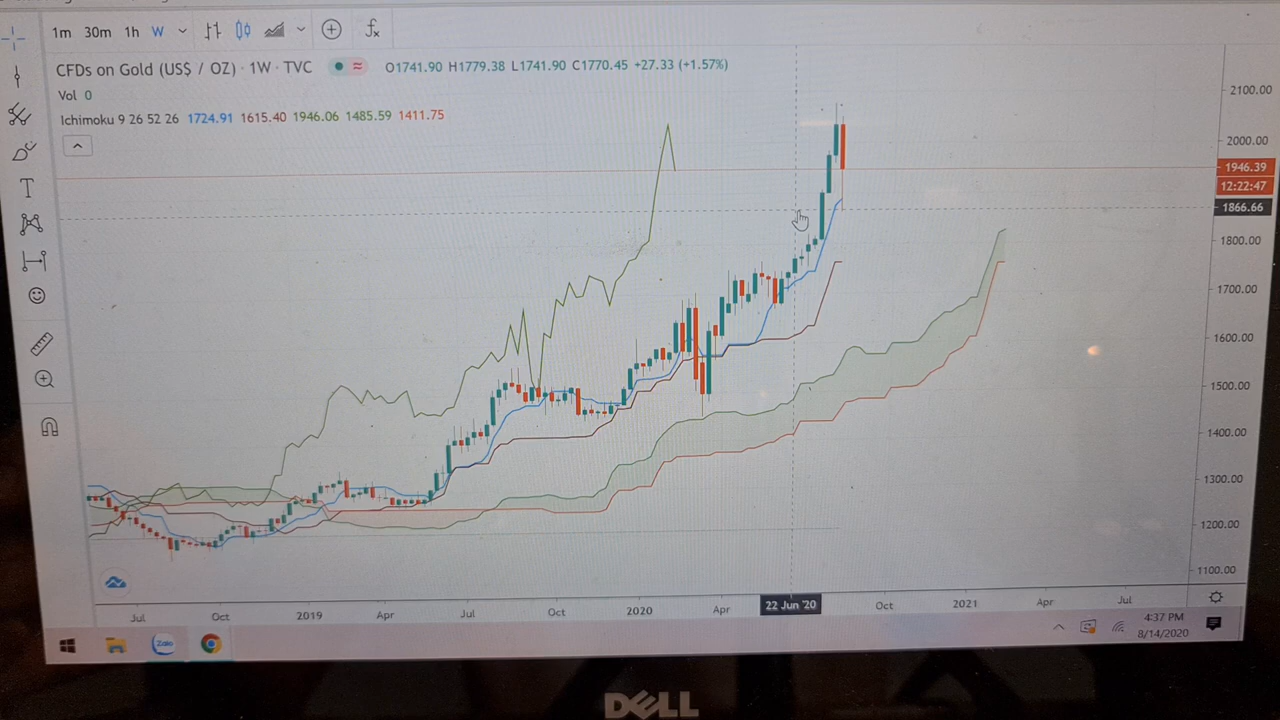 1m 30m 1h W
CFDs on Gold (US$ / OZ) · 1W · TVC O1741.90 H1779.38 L1741.90 C1770.45 +27.33 (+1.57%)
Vol 0
Ichimoku 9 26 52 26 1724.91 1615.40 1946.06 1485.59 1411.75
T
2100.00
2000.00
1946.39
12:22:47
1866.66
1800.00
1700.00
1600.00
1500.00
1400.00
1300.00
1200.00
1100.00
Jul Oct 2019 Apr Jul Oct 2020 Apr 22 Jun '20 Oct 2021 Apr Jul
Zalo
4:37 PM
8/14/2020
DELL